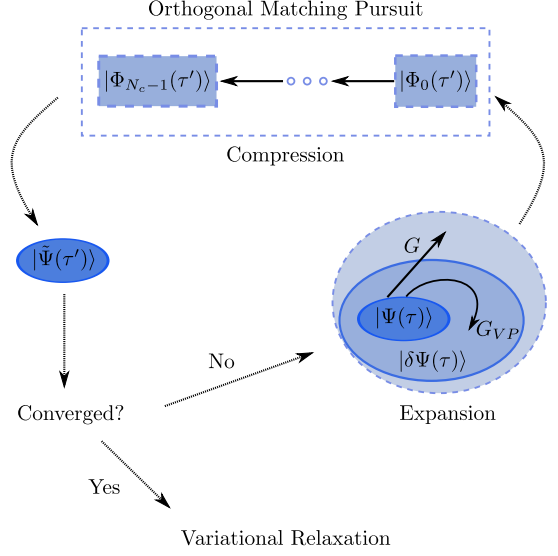 Orthogonal Matching Pursuit
|Φ_{N_c−1}(τ′)⟩
|Φ_0(τ′)⟩
Compression
|Ψ̃(τ′)⟩
G
|Ψ(τ)⟩
G_{VP}
|δΨ(τ)⟩
No
Converged?
Expansion
Yes
Variational Relaxation